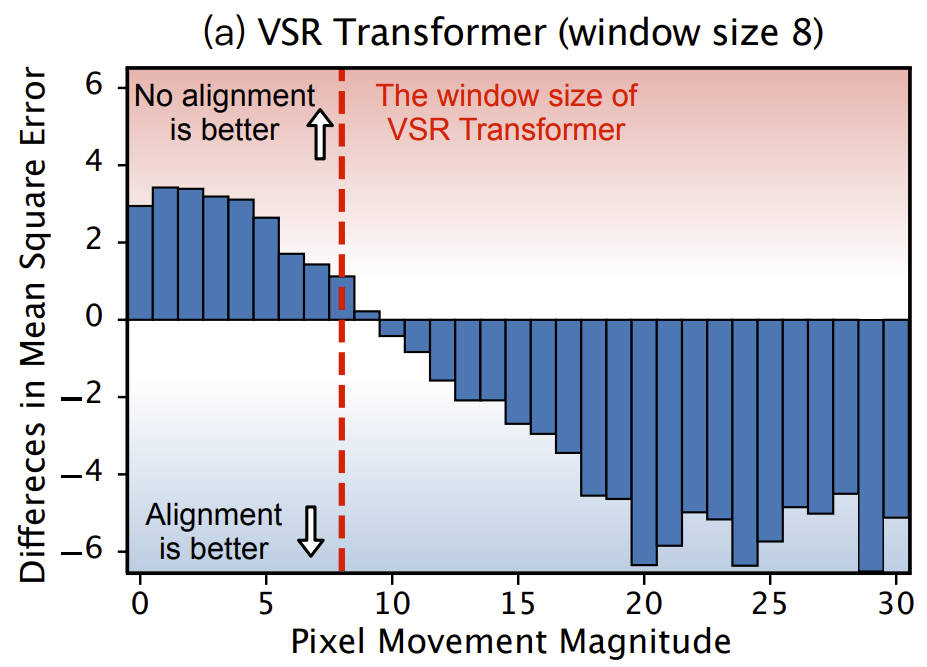 (a) VSR Transformer (window size 8)
Differeces in Mean Square Error
6
4
2
0
−2
−4
−6
No alignment
is better
The window size of
VSR Transformer
Alignment
is better
0 5 10 15 20 25 30
Pixel Movement Magnitude